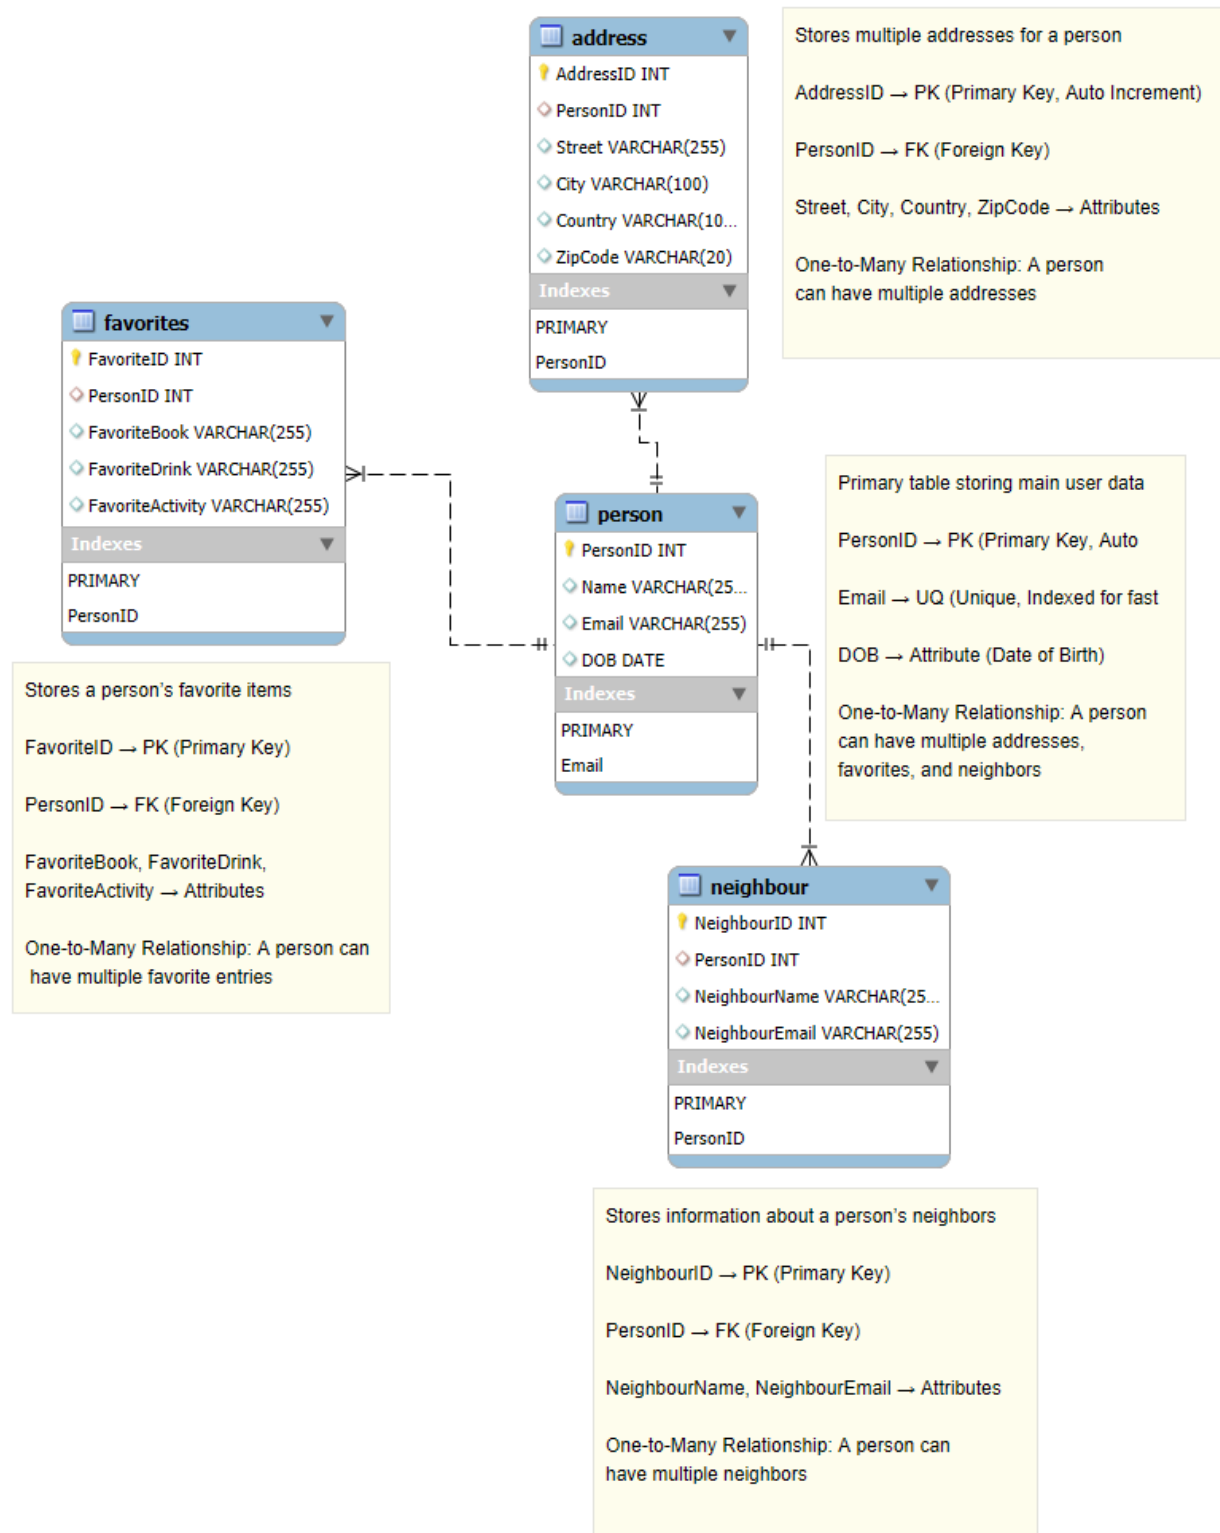 address
AddressID INT
PersonID INT
Street VARCHAR(255)
City VARCHAR(100)
Country VARCHAR(10...
ZipCode VARCHAR(20)
Indexes
PRIMARY
PersonID
Stores multiple addresses for a person
AddressID → PK (Primary Key, Auto Increment)
PersonID → FK (Foreign Key)
Street, City, Country, ZipCode → Attributes
One-to-Many Relationship: A person
can have multiple addresses
favorites
FavoriteID INT
PersonID INT
FavoriteBook VARCHAR(255)
FavoriteDrink VARCHAR(255)
FavoriteActivity VARCHAR(255)
Indexes
PRIMARY
PersonID
Stores a person's favorite items
FavoriteID → PK (Primary Key)
PersonID → FK (Foreign Key)
FavoriteBook, FavoriteDrink,
FavoriteActivity → Attributes
One-to-Many Relationship: A person can
have multiple favorite entries
person
PersonID INT
Name VARCHAR(25...
Email VARCHAR(255)
DOB DATE
Indexes
PRIMARY
Email
Primary table storing main user data
PersonID → PK (Primary Key, Auto
Email → UQ (Unique, Indexed for fast
DOB → Attribute (Date of Birth)
One-to-Many Relationship: A person
can have multiple addresses,
favorites, and neighbors
neighbour
NeighbourID INT
PersonID INT
NeighbourName VARCHAR(25...
NeighbourEmail VARCHAR(255)
Indexes
PRIMARY
PersonID
Stores information about a person's neighbors
NeighbourID → PK (Primary Key)
PersonID → FK (Foreign Key)
NeighbourName, NeighbourEmail → Attributes
One-to-Many Relationship: A person can
have multiple neighbors